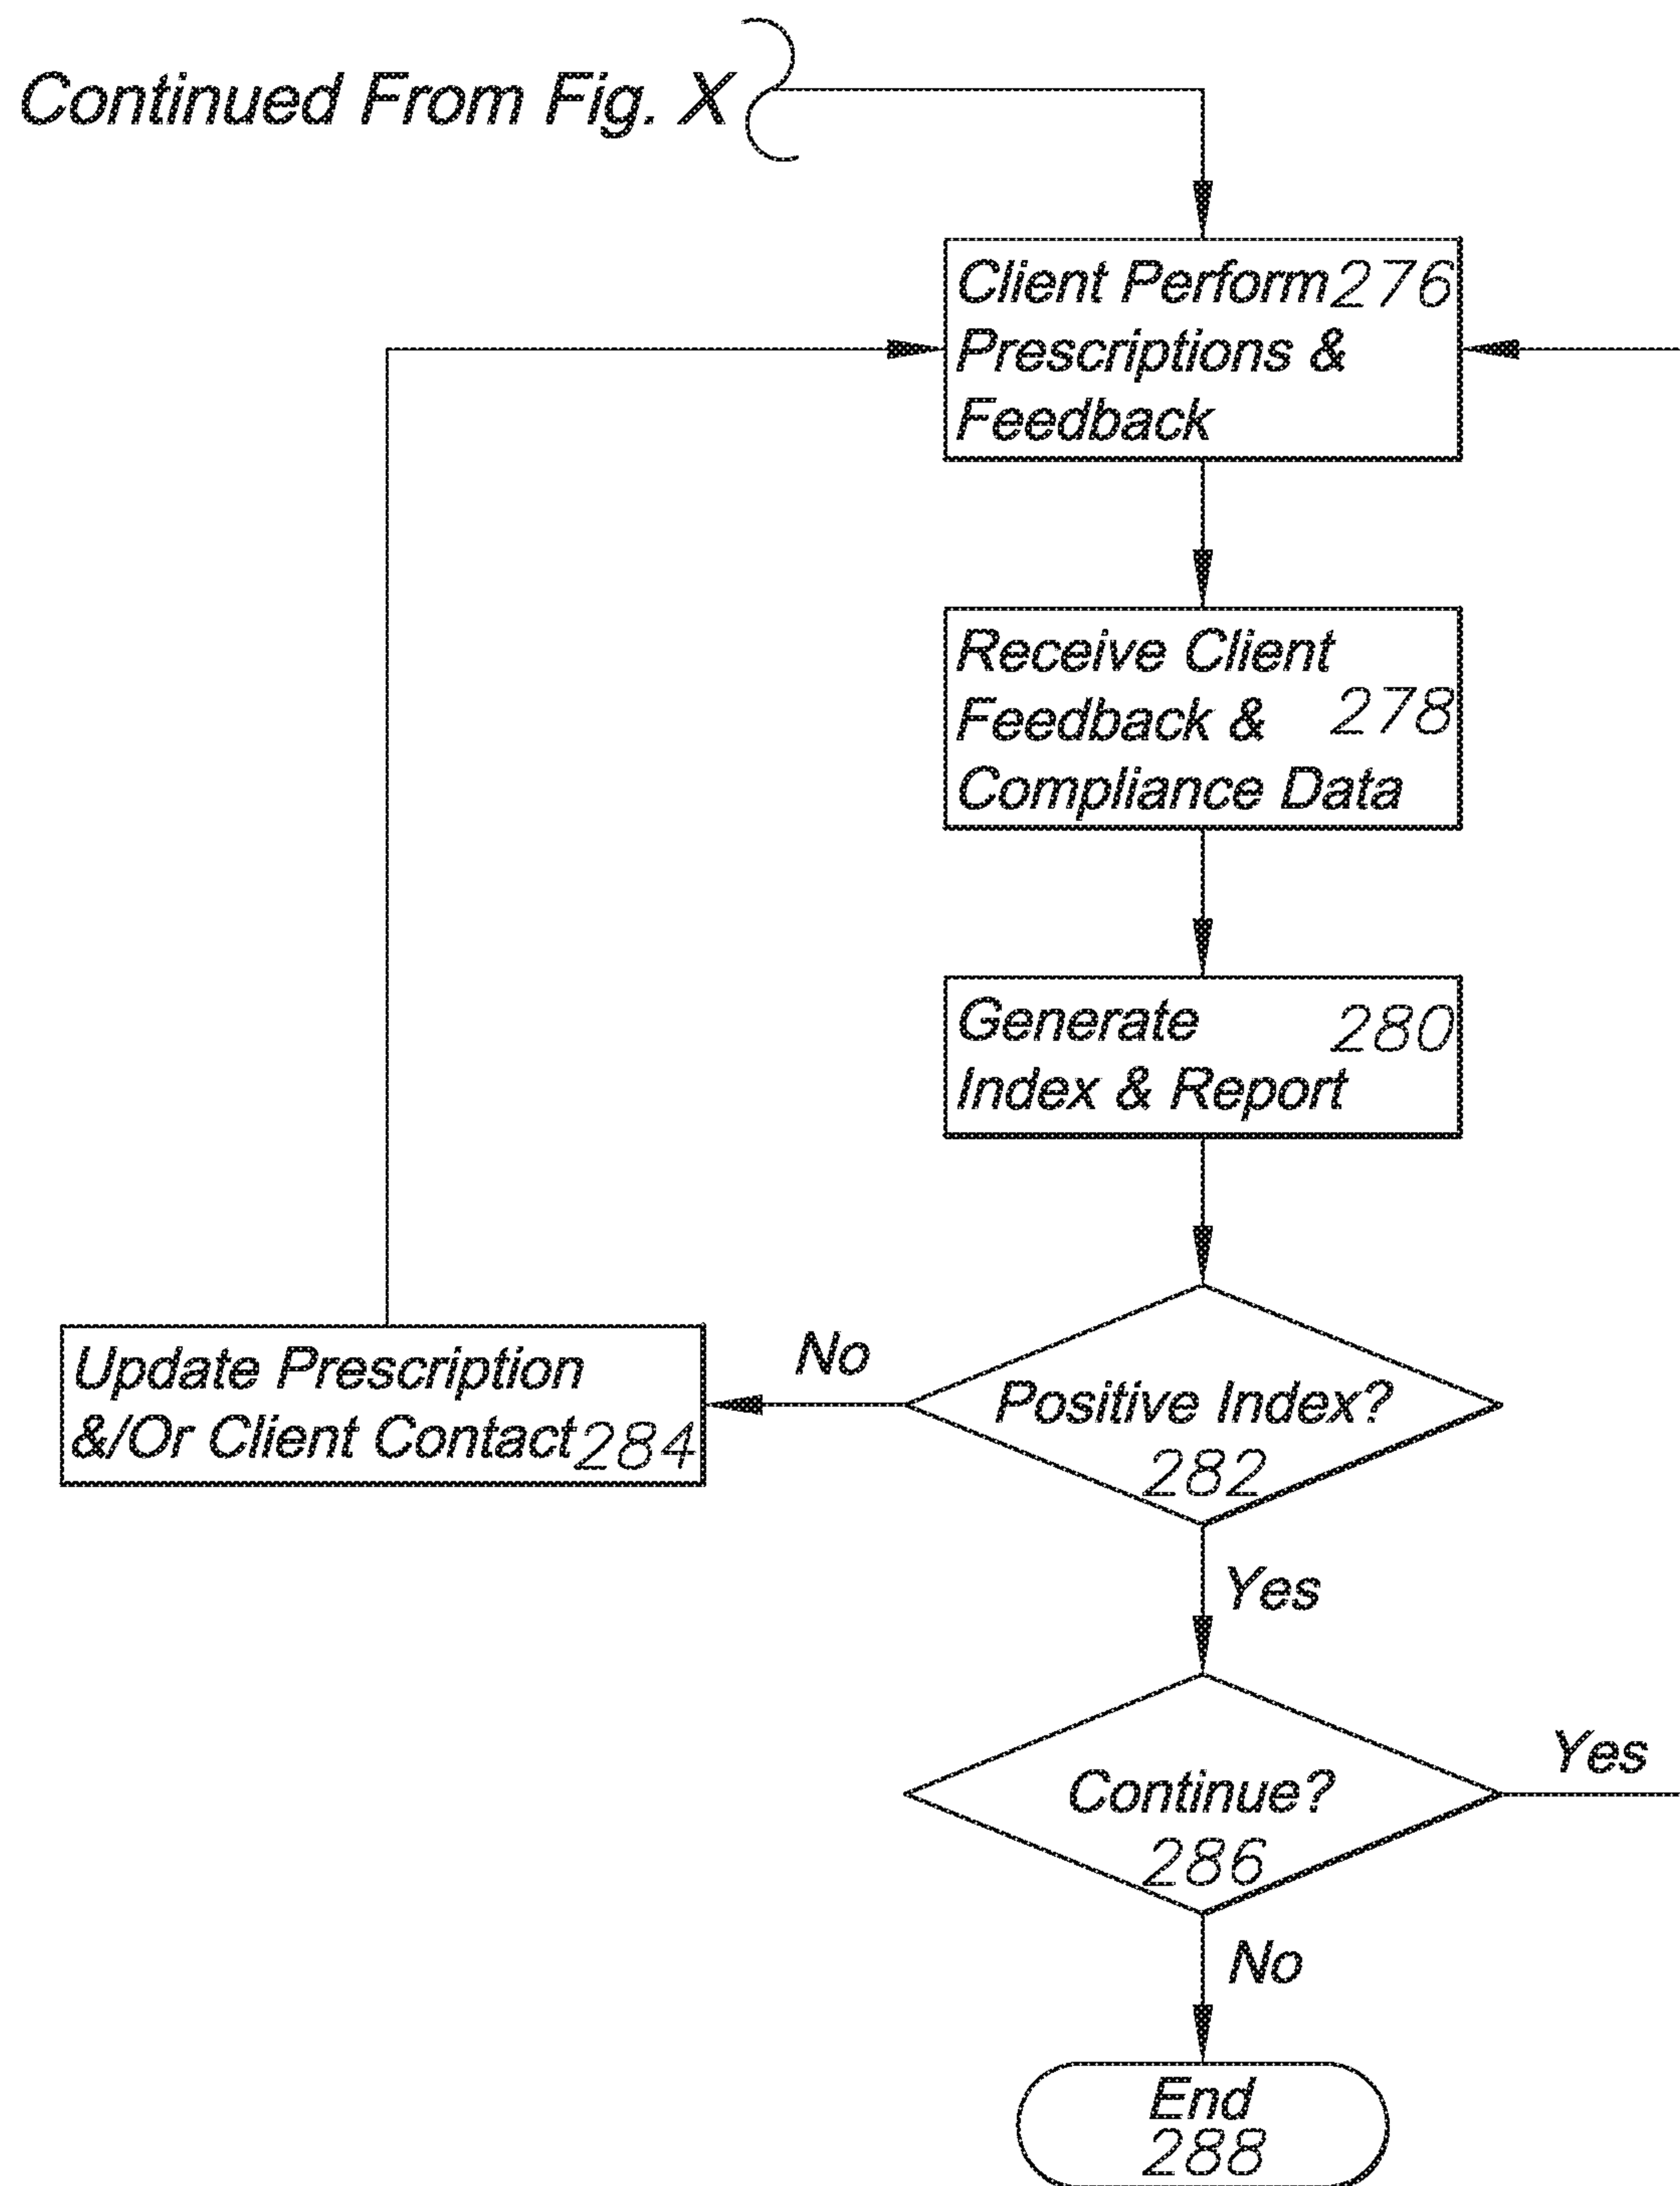 Continued From Fig. X
Client Perform 276
Prescriptions &
Feedback
Receive Client
Feedback & 278
Compliance Data
Generate 280
Index & Report
No
Update Prescription
&/Or Client Contact 284
Positive Index?
282
Yes
Continue?
286
Yes
No
End
288